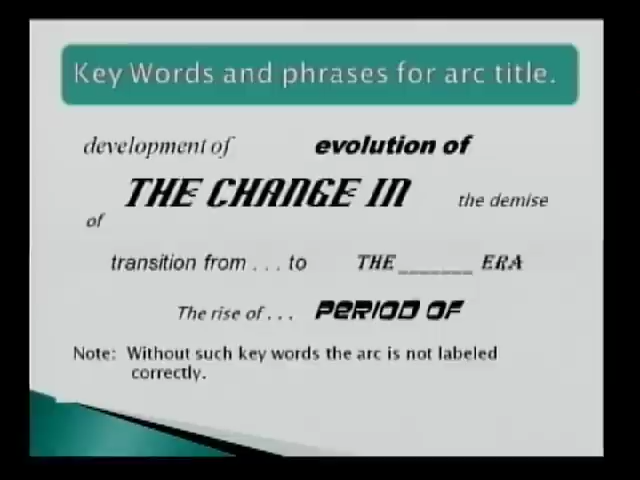 Key Words and phrases for arc title.
development of evolution of
THE CHANGE IN the demise
of
transition from . . . to THE _______ ERA
The rise of . . . PERIOD OF
Note: Without such key words the arc is not labeled
correctly.